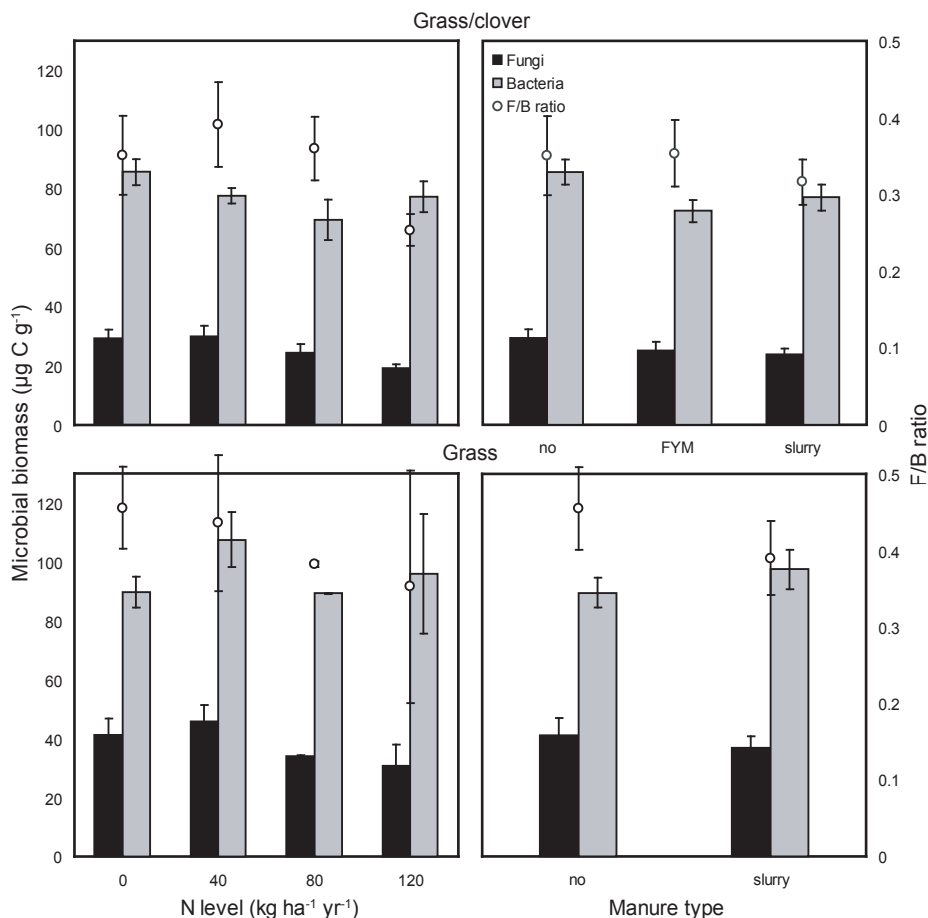 Grass/clover
120
100
80
60
40
20
0
Fungi
Bacteria
F/B ratio
0.5
0.4
0.3
0.2
0.1
0
no FYM slurry
Grass
Microbial biomass (µg C g-1)
F/B ratio
120
100
80
60
40
20
0
0.5
0.4
0.3
0.2
0.1
0
0 40 80 120
no slurry
N level (kg ha-1 yr-1)
Manure type